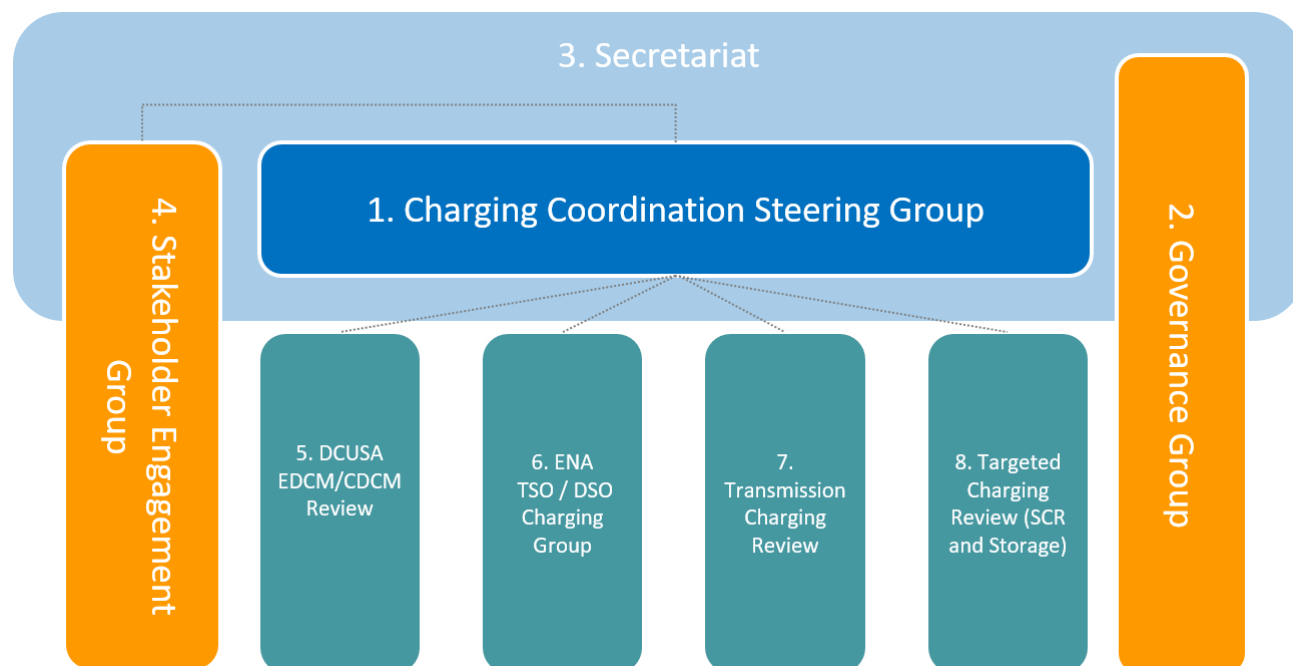 3. Secretariat
1. Charging Coordination Steering Group
2. Governance Group
4. Stakeholder Engagement
Group
5. DCUSA
EDCM/CDCM
Review
6. ENA
TSO / DSO
Charging
Group
7.
Transmission
Charging
Review
8. Targeted
Charging
Review (SCR
and Storage)